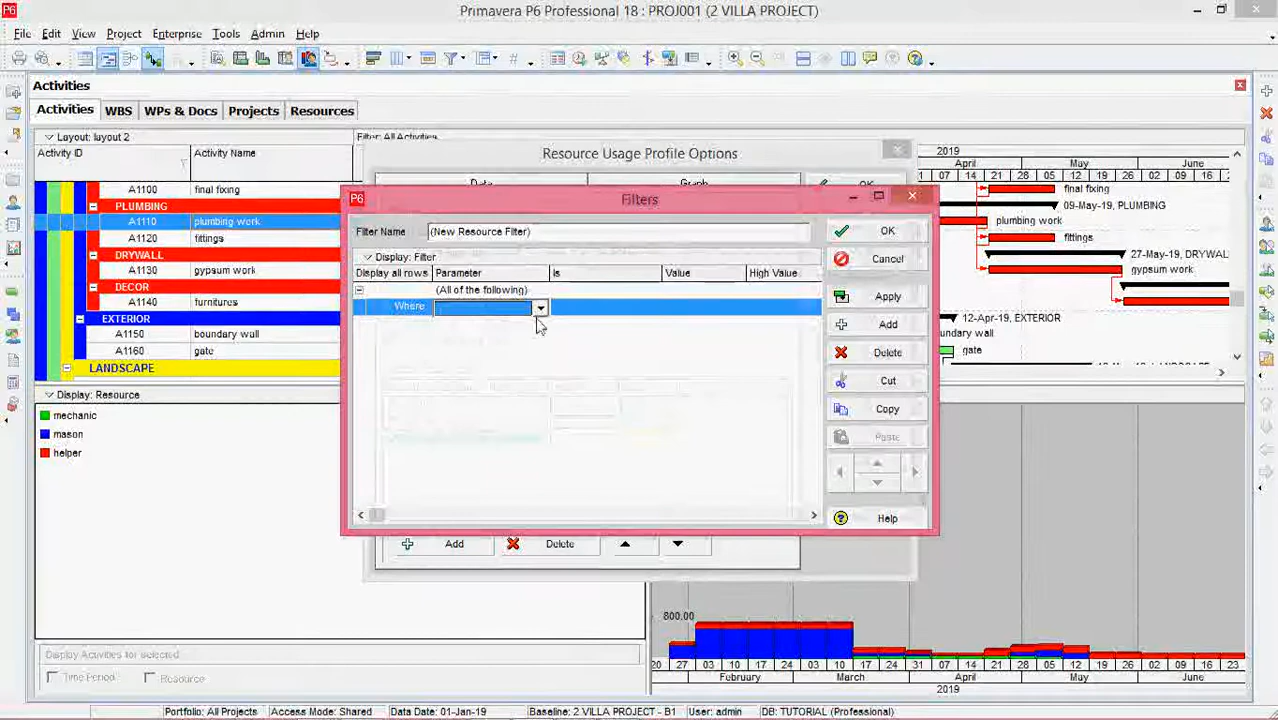 Primavera P6 Professional 18 : PROJ001 (2 VILLA PROJECT)
File Edit View Project Enterprise Tools Admin Help
Activities
Activities WBS WPs & Docs Projects Resources
Layout: layout 2 Filter: All Activities
Activity ID Activity Name
A1100 final fixing
PLUMBING
A1110 plumbing work
A1120 fittings
DRYWALL
A1130 gypsum work
DECOR
A1140 furnitures
EXTERIOR
A1150 boundary wall
A1160 gate
LANDSCAPE
2019
April May June
07 14 21 28 05 12 19 26 02 09 16 23
final fixing
09-May-19, PLUMBING
plumbing work
fittings
27-May-19, DRYWAL
gypsum work
12-Apr-19, EXTERIOR
undary wall
gate
Resource Usage Profile Options
Data Graph OK
P6 Filters
Filter Name (New Resource Filter)
Display: Filter
Display all rows Parameter Is Value High Value
(All of the following)
Where
OK
Cancel
Apply
Add
Delete
Cut
Copy
Paste
Help
Add Delete
Display: Resource
mechanic
mason
helper
Display Activities for selected
Time Period Resource
800.00
20 27 03 10 17 24 03 10 17 24 31 07 14 21 28 05 12 19 26 02 09 16 23
February March April May June
2019
Portfolio: All Projects Access Mode: Shared Data Date: 01-Jan-19 Baseline: 2 VILLA PROJECT - B1 User: admin DB: TUTORIAL (Professional)